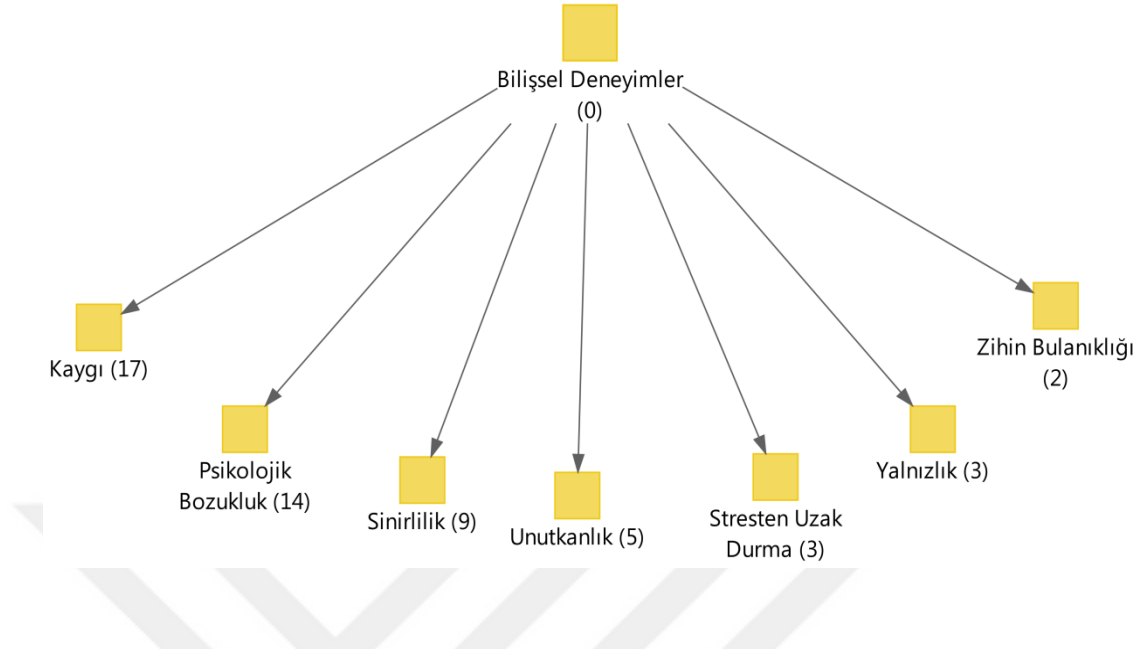 Bilişsel Deneyimler
(0)
Kaygı (17)
Psikolojik
Bozukluk (14)
Sinirlilik (9)
Unutkanlık (5)
Stresten Uzak
Durma (3)
Yalnızlık (3)
Zihin Bulanıklığı
(2)